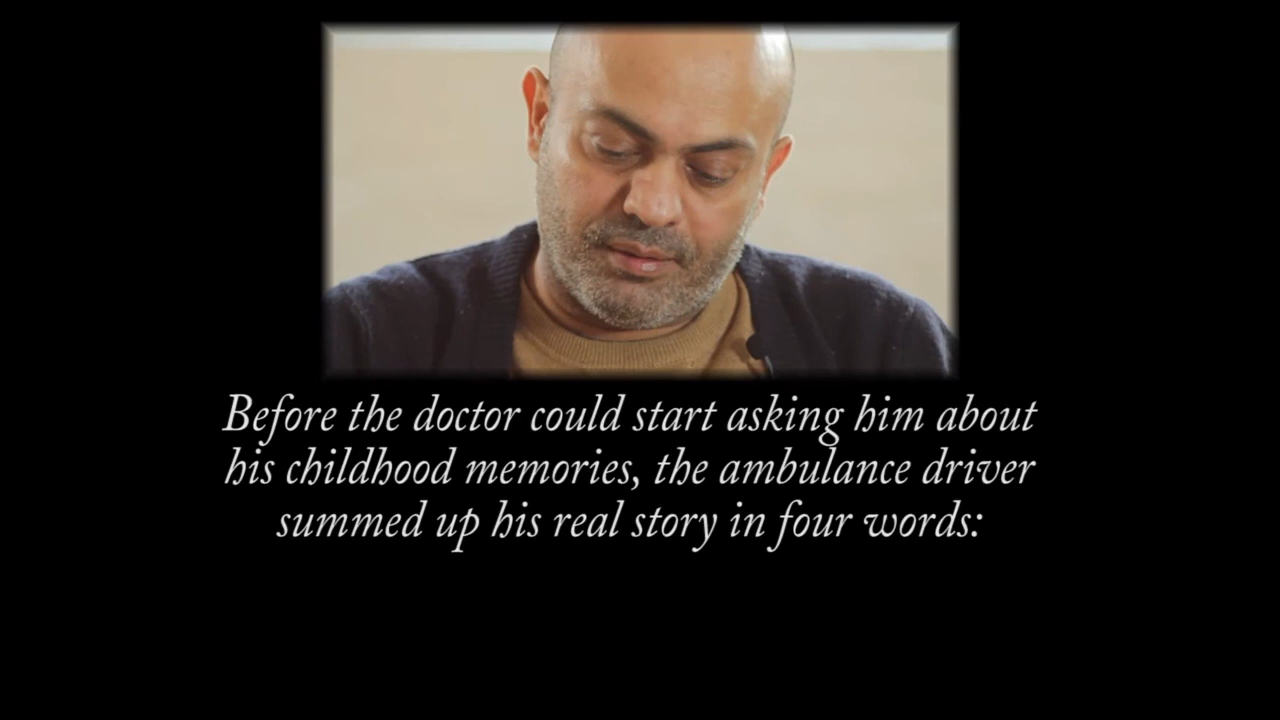 Before the doctor could start asking him about
his childhood memories, the ambulance driver
summed up his real story in four words: